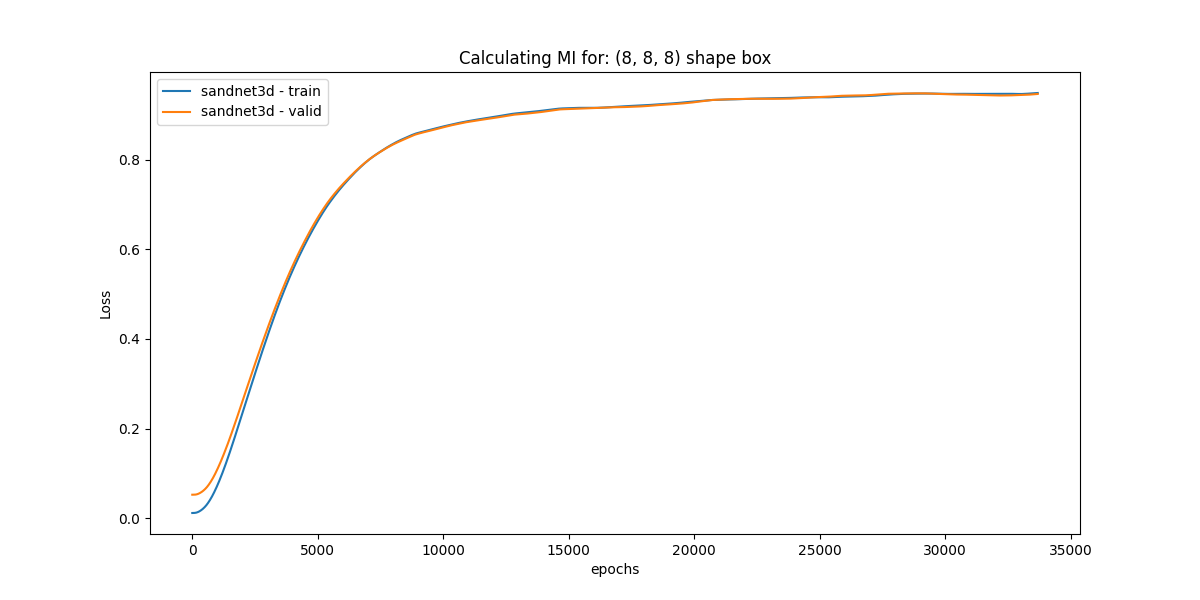 Calculating MI for: (8, 8, 8) shape box
sandnet3d - train
sandnet3d - valid
0.8
0.6
0.4
0.2
0.0
Loss
0 5000 10000 15000 20000 25000 30000 35000
epochs